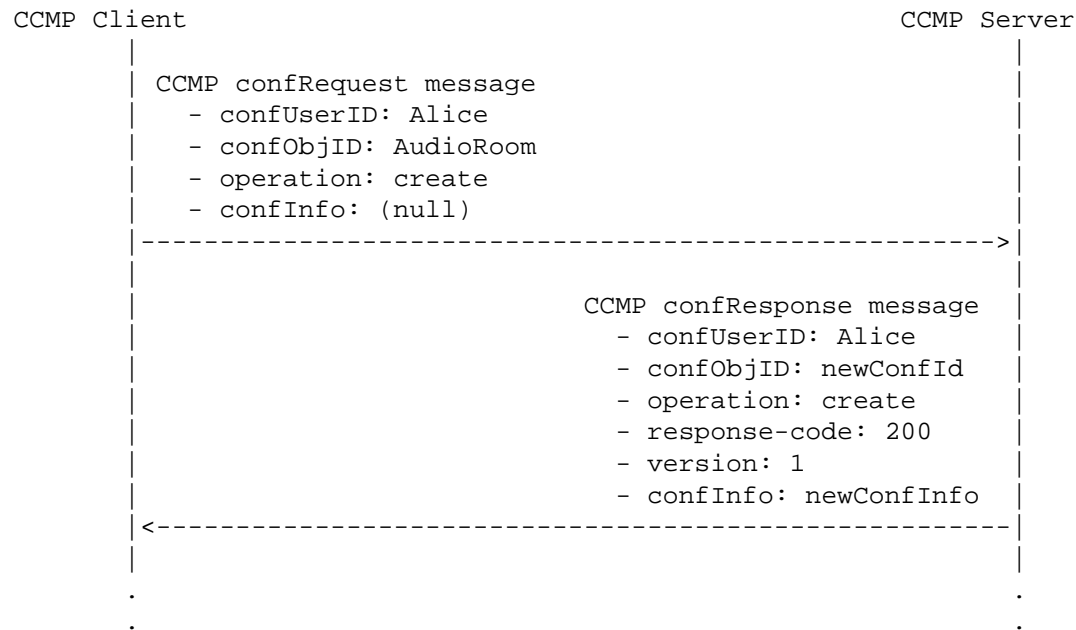 CCMP Client CCMP Server
CCMP confRequest message
- confUserID: Alice
- confObjID: AudioRoom
- operation: create
- confInfo: (null)
CCMP confResponse message
- confUserID: Alice
- confObjID: newConfId
- operation: create
- response-code: 200
- version: 1
- confInfo: newConfInfo